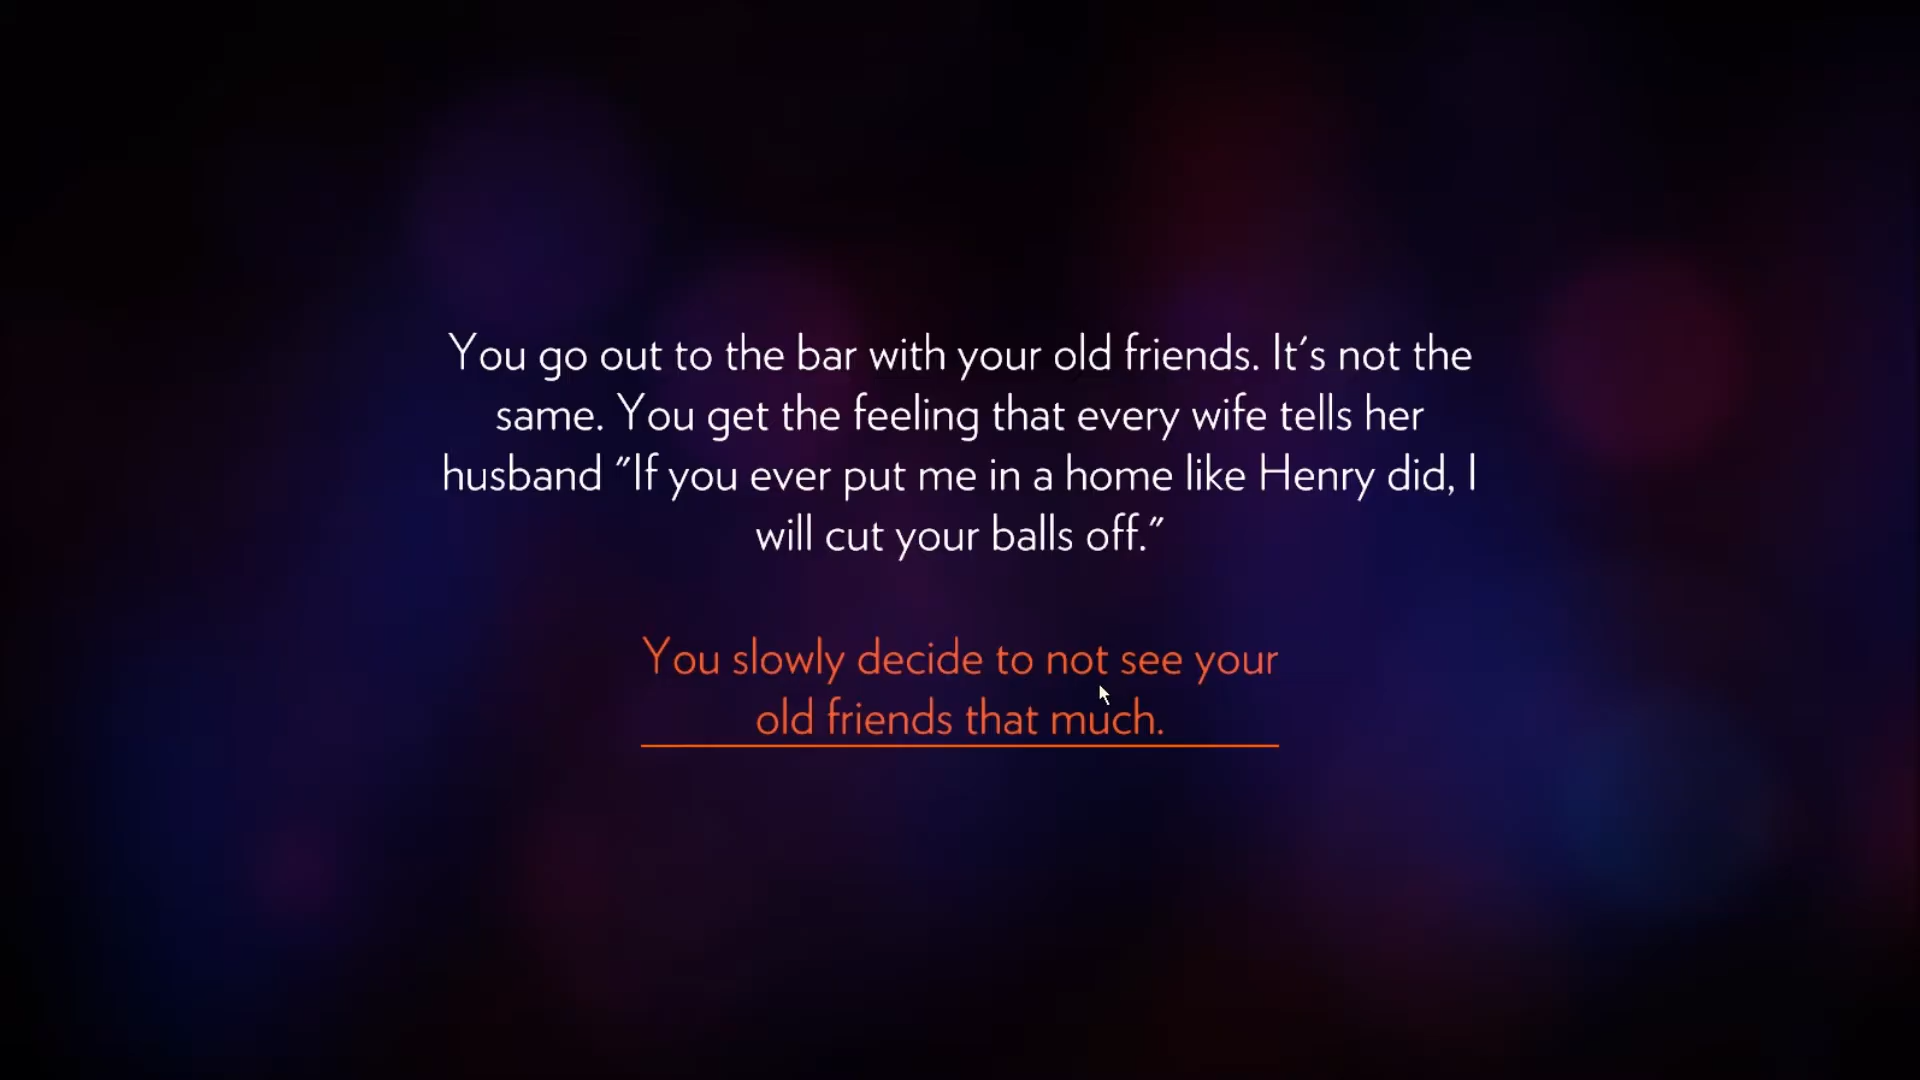 You go out to the bar with your old friends. It's not the
same. You get the feeling that every wife tells her
husband "If you ever put me in a home like Henry did, I
will cut your balls off."
You slowly decide to not see your
old friends that much.